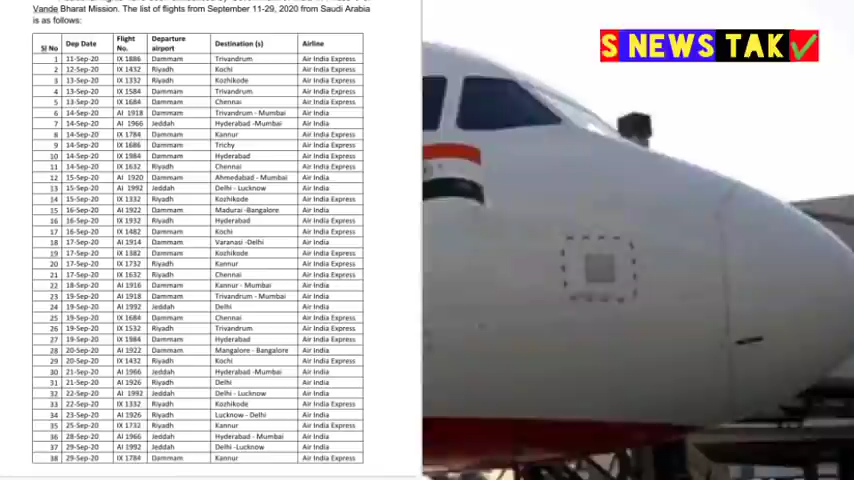 Vande Bharat Mission. The list of flights from September 11-29, 2020 from Saudi Arabia
is as follows:
Sl No Dep Date Flight No. Departure airport Destination (s) Airline
1 11-Sep-20 IX 1886 Dammam Trivandrum Air India Express
2 12-Sep-20 IX 1432 Riyadh Kochi Air India Express
3 13-Sep-20 IX 1332 Riyadh Kozhikode Air India Express
4 13-Sep-20 IX 1584 Dammam Trivandrum Air India Express
5 13-Sep-20 IX 1684 Dammam Chennai Air India Express
6 14-Sep-20 AI 1918 Dammam Trivandrum - Mumbai Air India
7 14-Sep-20 AI 1966 Jeddah Hyderabad -Mumbai Air India
8 14-Sep-20 IX 1784 Dammam Kannur Air India Express
9 14-Sep-20 IX 1686 Dammam Trichy Air India Express
10 14-Sep-20 IX 1984 Dammam Hyderabad Air India Express
11 14-Sep-20 IX 1632 Riyadh Chennai Air India Express
12 15-Sep-20 AI 1920 Dammam Ahmedabad - Mumbai Air India
13 15-Sep-20 AI 1992 Jeddah Delhi - Lucknow Air India
14 15-Sep-20 IX 1332 Riyadh Kozhikode Air India Express
15 16-Sep-20 AI 1922 Dammam Madurai -Bangalore Air India
16 16-Sep-20 IX 1932 Riyadh Hyderabad Air India Express
17 16-Sep-20 IX 1482 Dammam Kochi Air India Express
18 17-Sep-20 AI 1914 Dammam Varanasi -Delhi Air India
19 17-Sep-20 IX 1382 Dammam Kozhikode Air India Express
20 17-Sep-20 IX 1732 Riyadh Kannur Air India Express
21 17-Sep-20 IX 1632 Riyadh Chennai Air India Express
22 18-Sep-20 AI 1916 Dammam Kannur - Mumbai Air India
23 19-Sep-20 AI 1918 Dammam Trivandrum - Mumbai Air India
24 19-Sep-20 AI 1992 Jeddah Delhi Air India
25 19-Sep-20 IX 1684 Dammam Chennai Air India Express
26 19-Sep-20 IX 1532 Riyadh Trivandrum Air India Express
27 19-Sep-20 IX 1984 Dammam Hyderabad Air India Express
28 20-Sep-20 AI 1922 Dammam Mangalore - Bangalore Air India
29 20-Sep-20 IX 1432 Riyadh Kochi Air India Express
30 21-Sep-20 AI 1966 Jeddah Hyderabad -Mumbai Air India
31 21-Sep-20 AI 1926 Riyadh Delhi Air India
32 22-Sep-20 AI 1992 Jeddah Delhi - Lucknow Air India
33 22-Sep-20 IX 1332 Riyadh Kozhikode Air India Express
34 23-Sep-20 AI 1926 Riyadh Lucknow - Delhi Air India
35 25-Sep-20 IX 1732 Riyadh Kannur Air India Express
36 28-Sep-20 AI 1966 Jeddah Hyderabad - Mumbai Air India
37 29-Sep-20 AI 1992 Jeddah Delhi -Lucknow Air India
38 29-Sep-20 IX 1784 Dammam Kannur Air India Express
S NEWS TAK